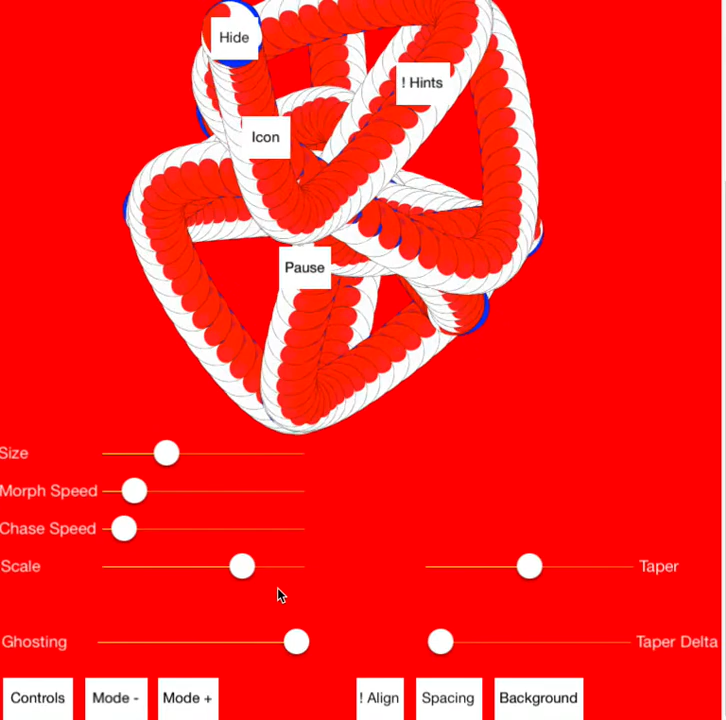 Hide
! Hints
Icon
Pause
Size
Morph Speed
Chase Speed
Scale
Taper
Ghosting
Taper Delta
Controls
Mode -
Mode +
! Align
Spacing
Background